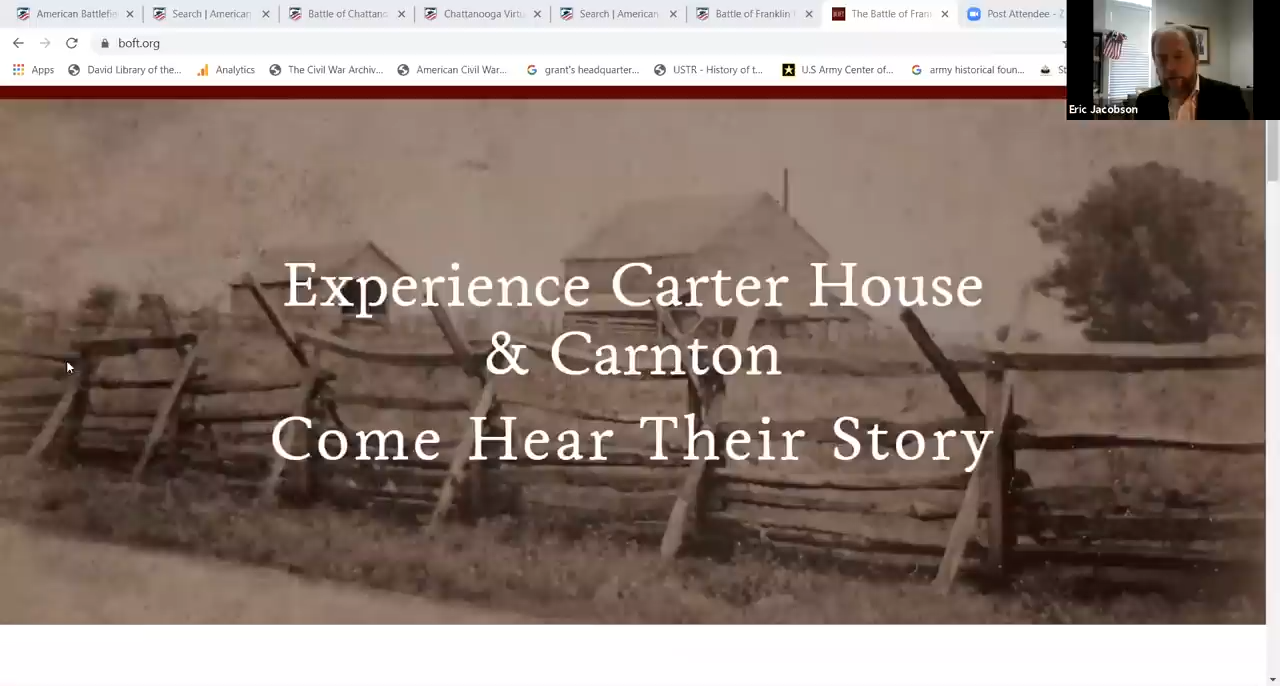 American Battlefie
Search | American
Battle of Chattano
Chattanooga Virtu
Search | American
Battle of Franklin
The Battle of Fran
Post Attendee - Z
boft.org
Apps
David Library of the...
Analytics
The Civil War Archiv...
American Civil War...
grant's headquarter...
USTR - History of t...
U.S Army Center of...
army historical foun...
Eric Jacobson
Experience Carter House
& Carnton
Come Hear Their Story